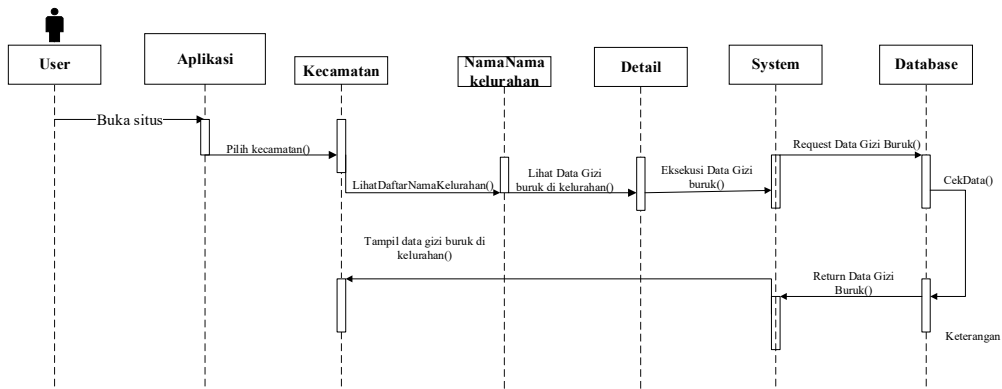 User
Aplikasi
Kecamatan
NamaNama
kelurahan
Detail
System
Database
Buka situs
Pilih kecamatan()
LihatDaftarNamaKelurahan()
Lihat Data Gizi
buruk di kelurahan()
Eksekusi Data Gizi
buruk()
Request Data Gizi Buruk()
CekData()
Tampil data gizi buruk di
kelurahan()
Return Data Gizi
Buruk()
Keterangan